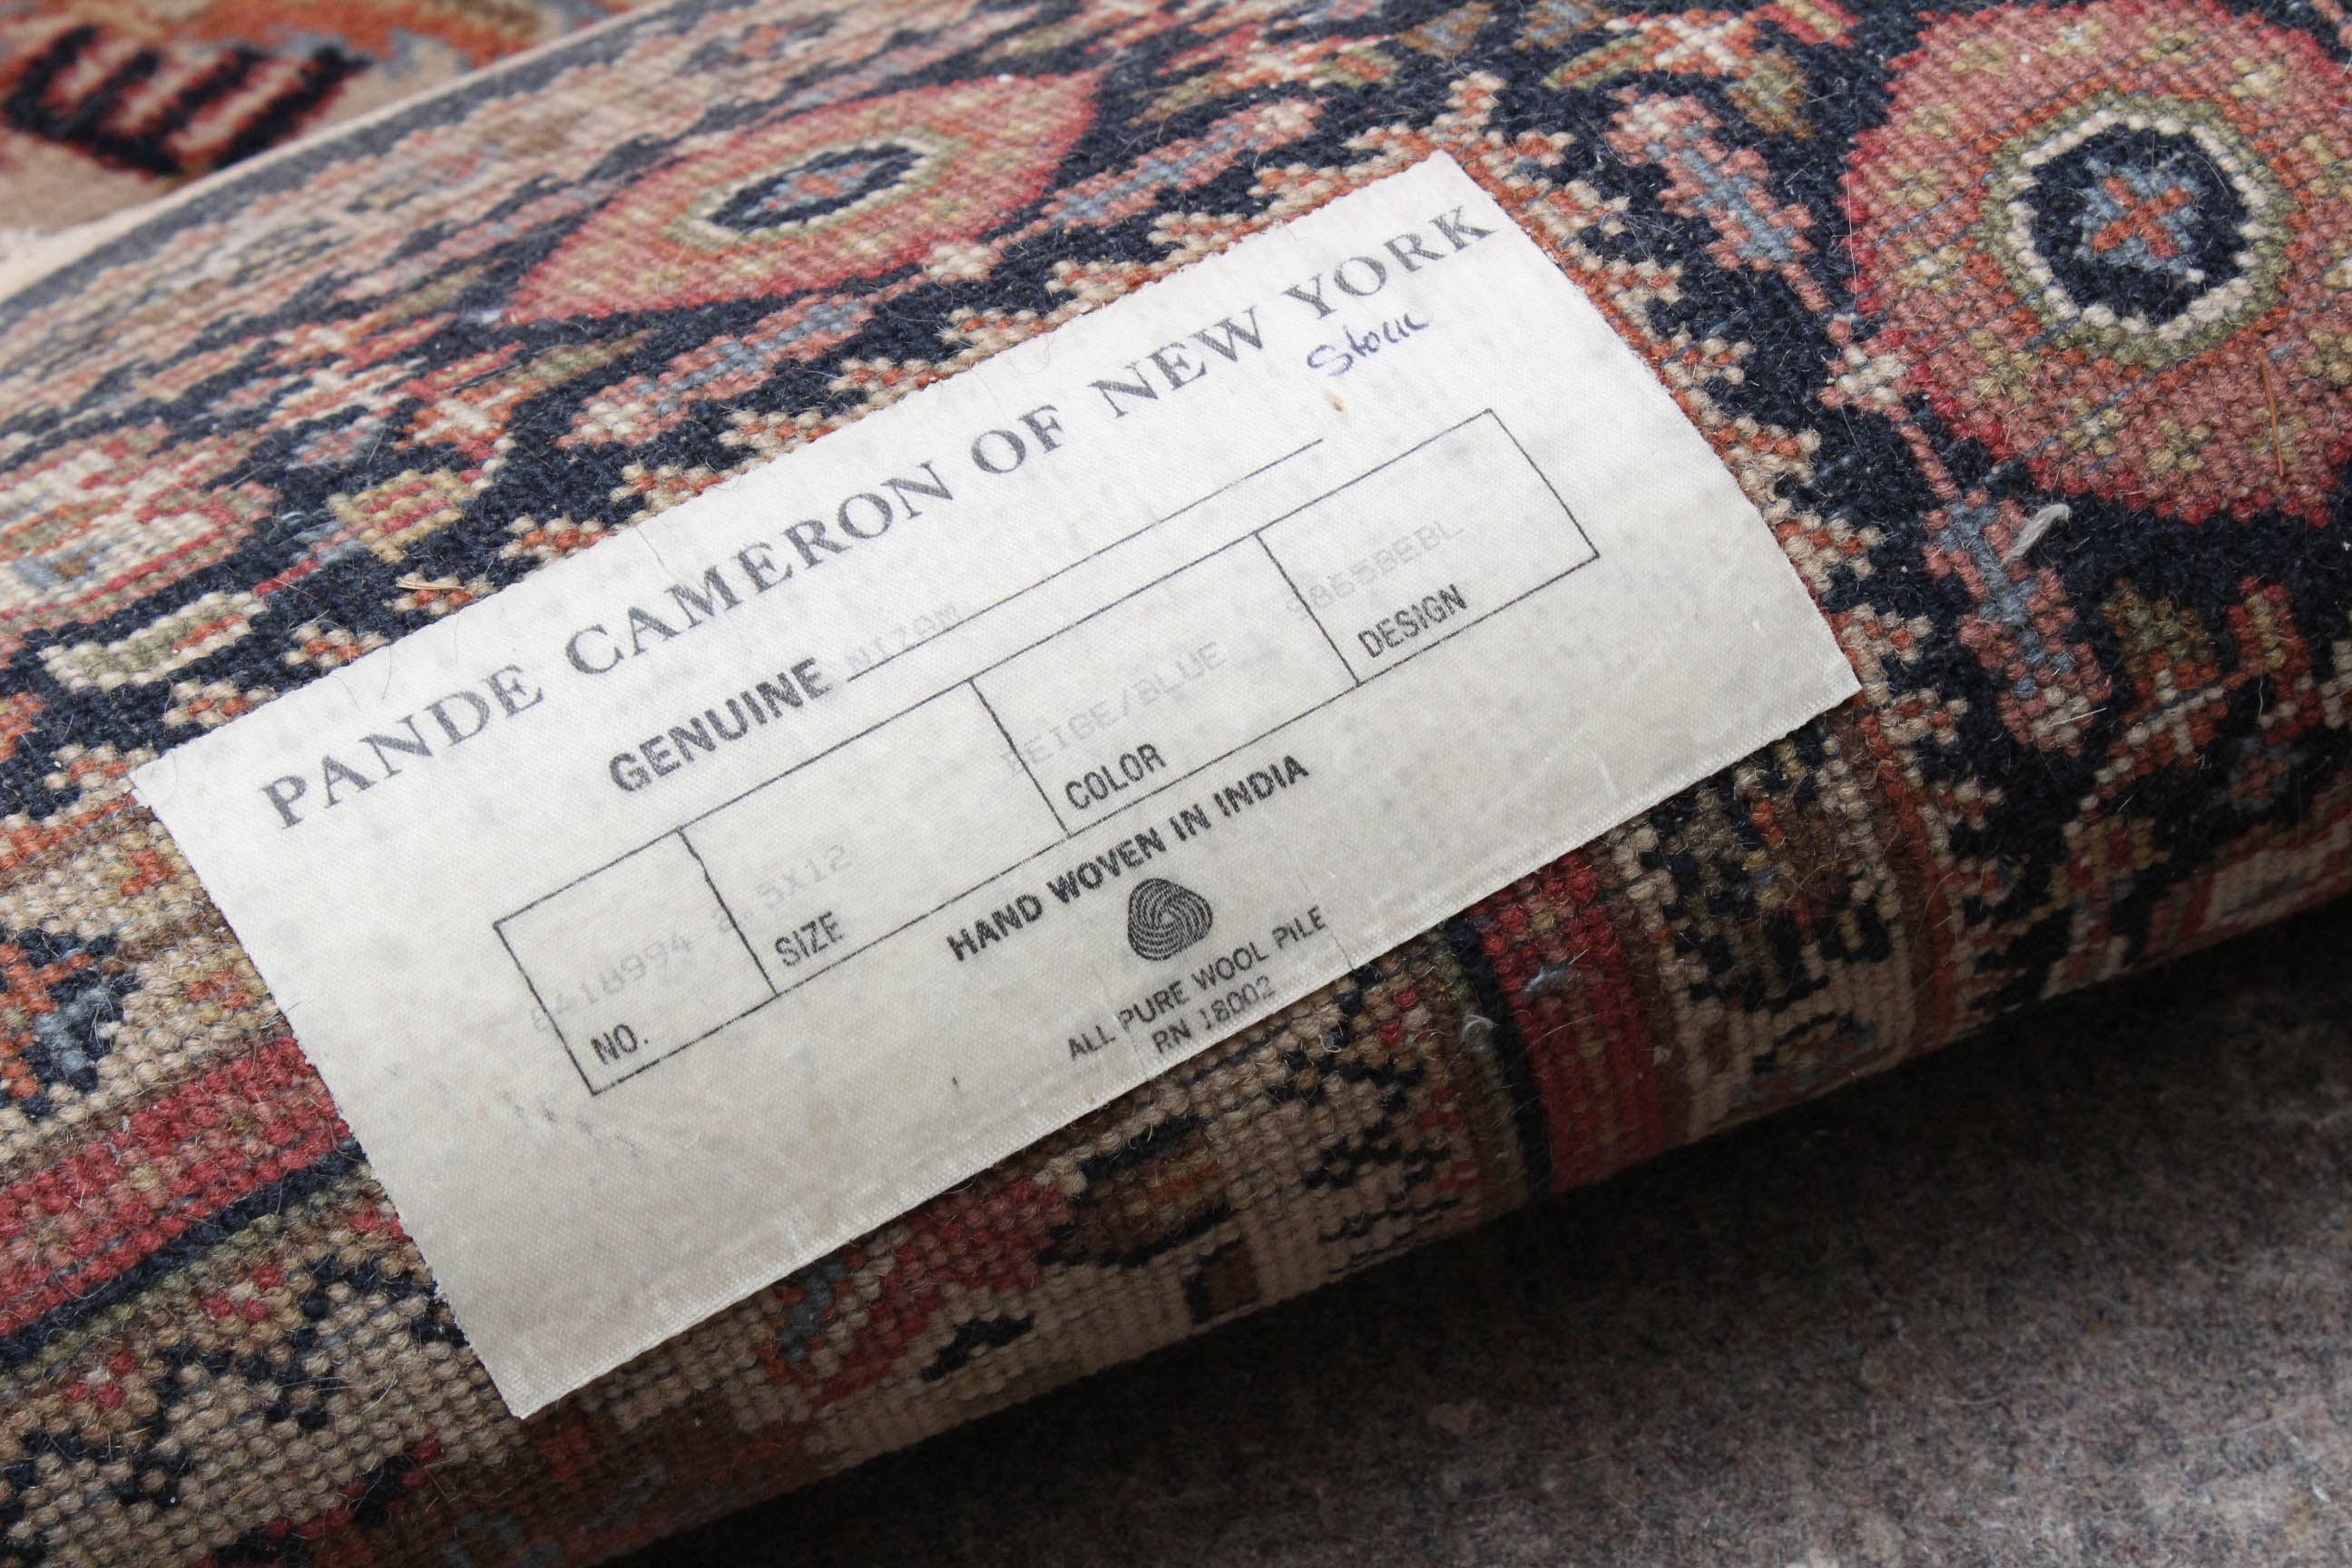 PANDE CAMERON OF NEW YORK
GENUINE NIZAM
BEIGE/BLUE
NO.
SIZE
COLOR
DESIGN
HAND WOVEN IN INDIA
ALL PURE WOOL PILE
RN 18002